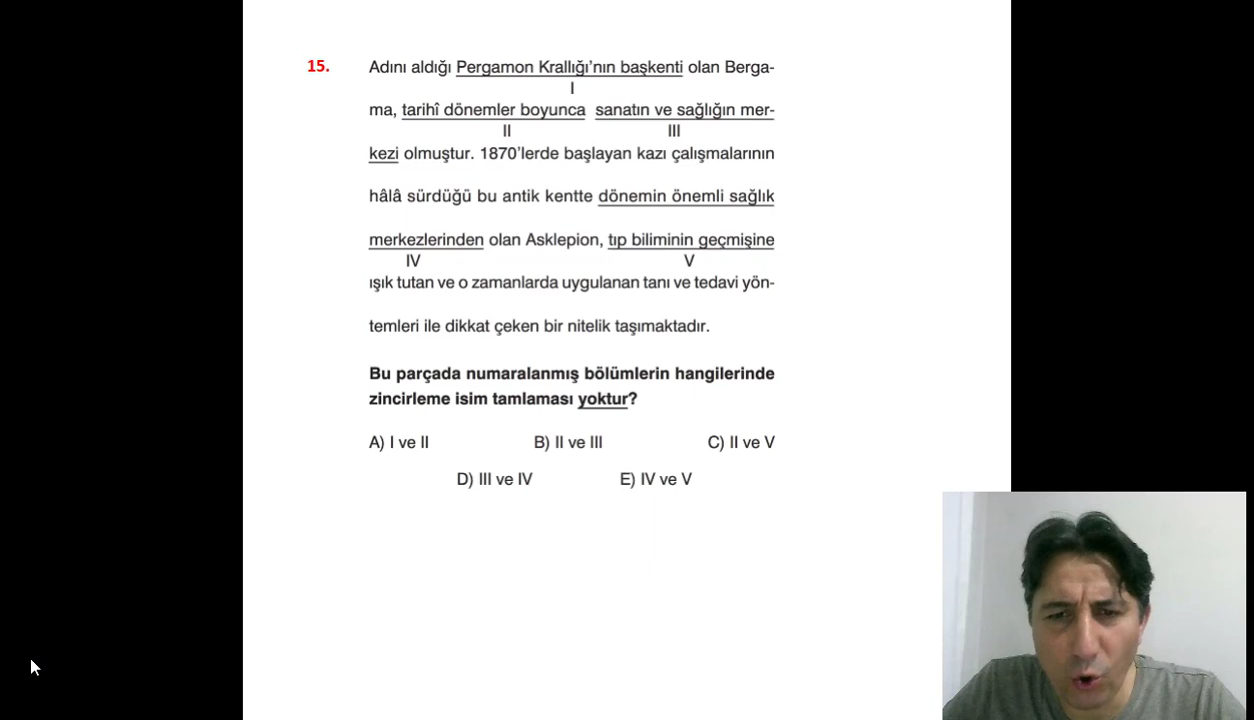 15. Adını aldığı Pergamon Krallığı’nın başkenti olan Berga-
I
ma, tarihî dönemler boyunca sanatın ve sağlığın mer-
II III
kezi olmuştur. 1870’lerde başlayan kazı çalışmalarının
hâlâ sürdüğü bu antik kentte dönemin önemli sağlık
merkezlerinden olan Asklepion, tıp biliminin geçmişine
IV V
ışık tutan ve o zamanlarda uygulanan tanı ve tedavi yön-
temleri ile dikkat çeken bir nitelik taşımaktadır.
Bu parçada numaralanmış bölümlerin hangilerinde
zincirleme isim tamlaması yoktur?
A) I ve II B) II ve III C) II ve V
D) III ve IV E) IV ve V